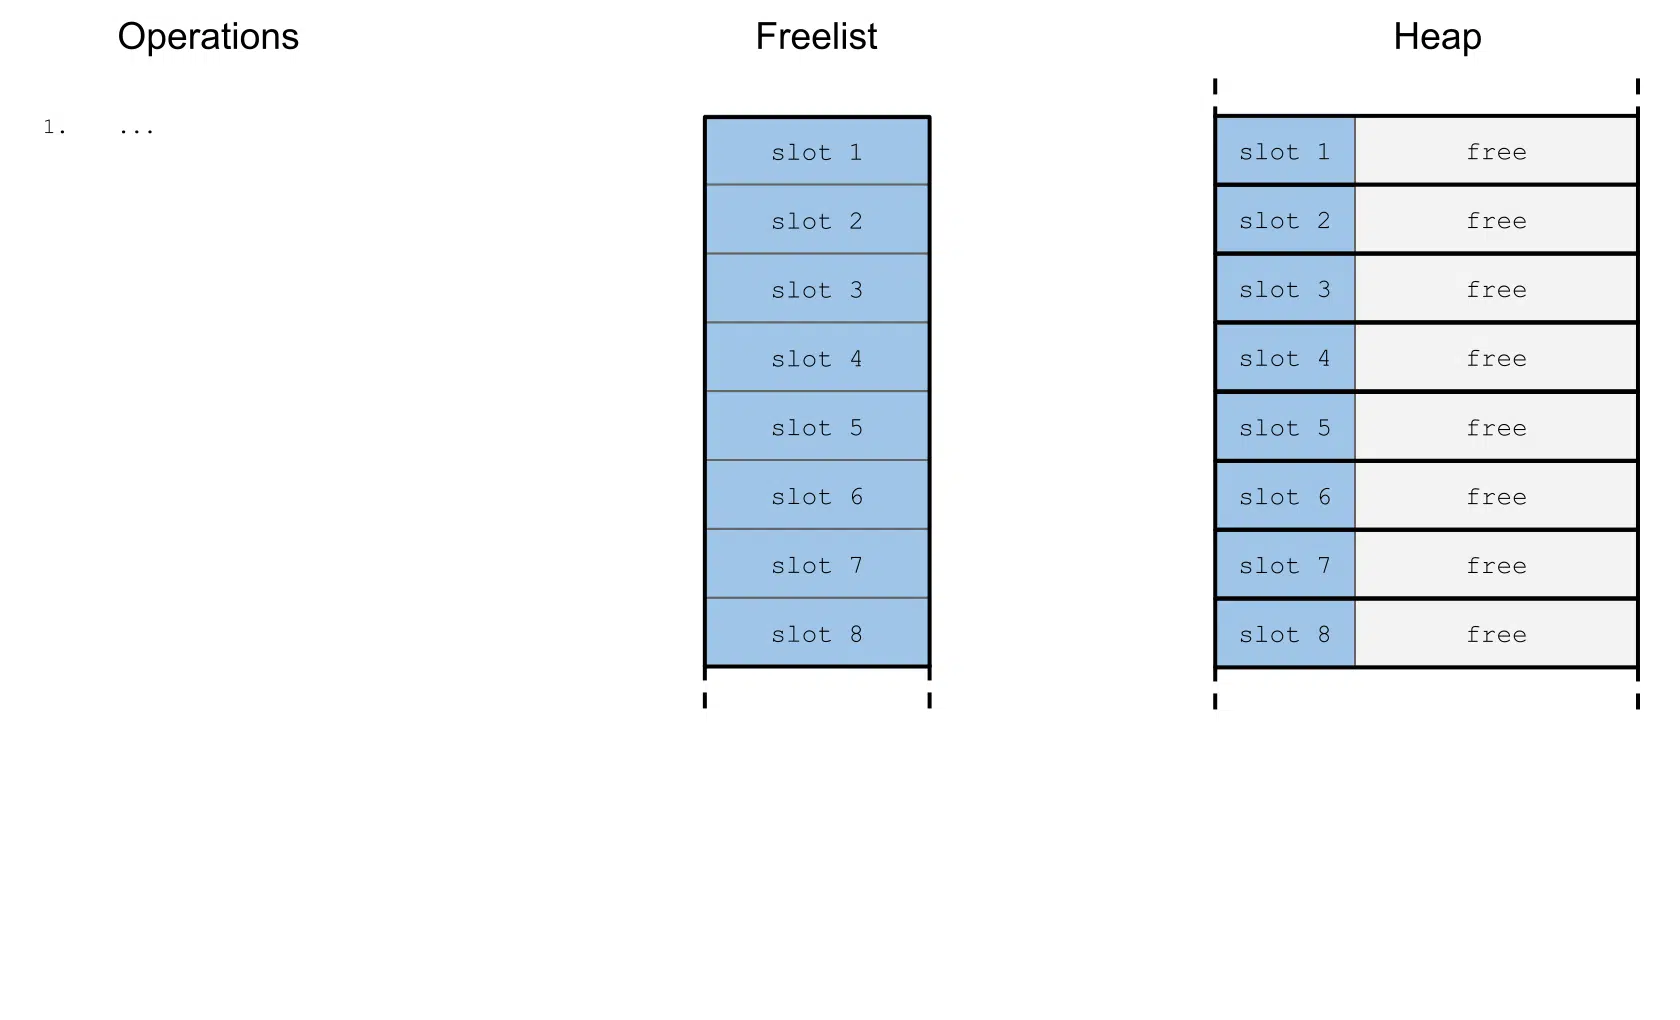 Operations Freelist Heap
1. ...
slot 1 slot 1 free
slot 2 slot 2 free
slot 3 slot 3 free
slot 4 slot 4 free
slot 5 slot 5 free
slot 6 slot 6 free
slot 7 slot 7 free
slot 8 slot 8 free